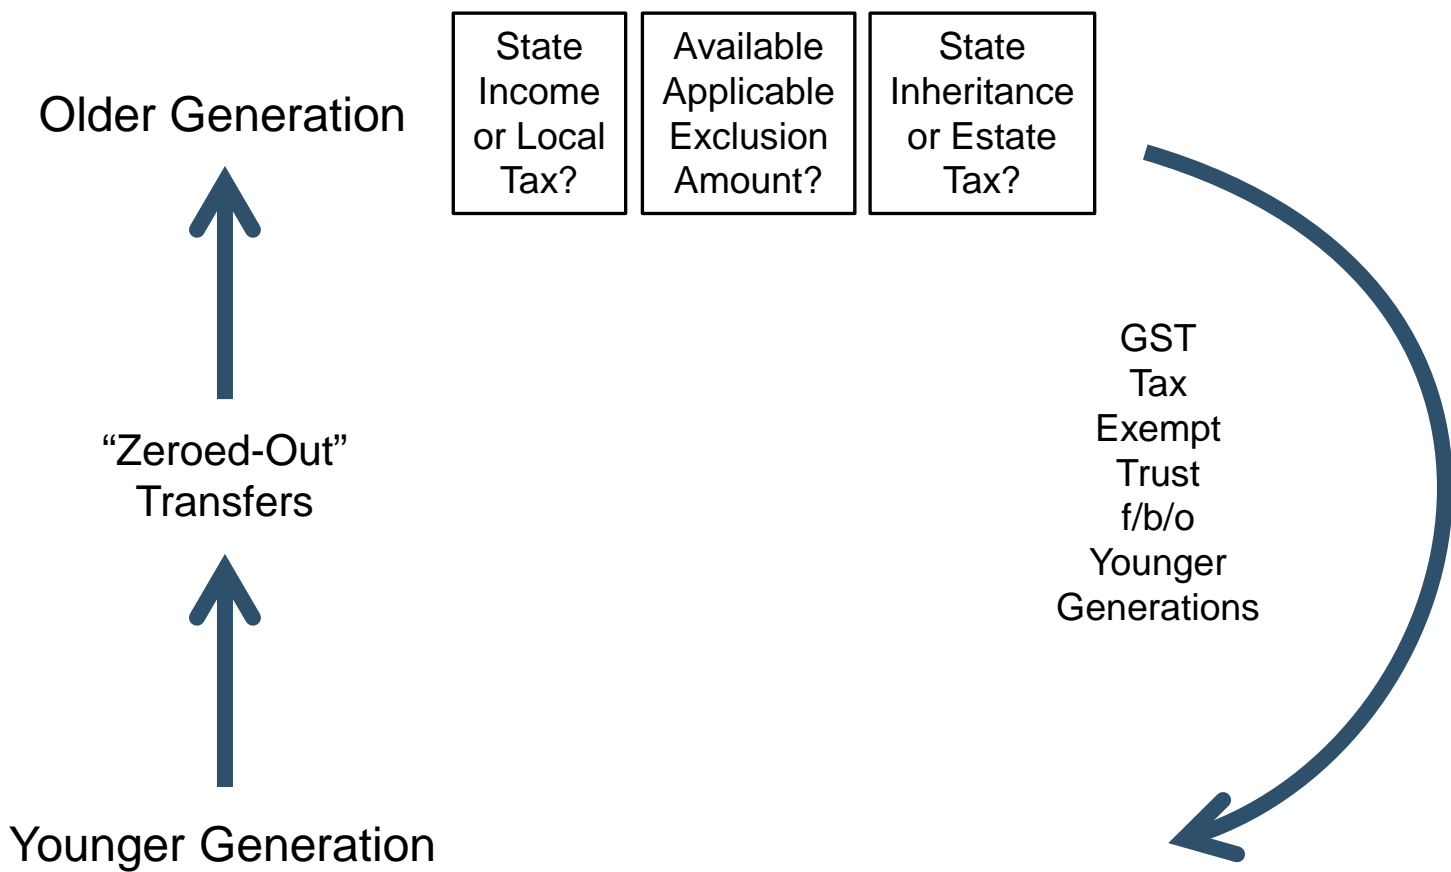 Older Generation
State
Income
or Local
Tax?
Available
Applicable
Exclusion
Amount?
State
Inheritance
or Estate
Tax?
“Zeroed-Out”
Transfers
GST
Tax
Exempt
Trust
f/b/o
Younger
Generations
Younger Generation